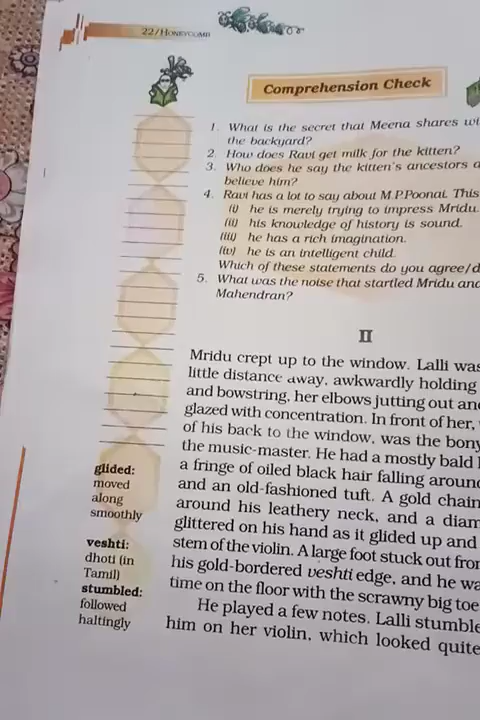 22/HONEYCOMB
Comprehension Check
1. What is the secret that Meena shares
the backyard?
2. How does Ravi get milk for the kitten?
3. Who does he say the kitten's ancestors
believe him?
4. Ravi has a lot to say about M.P.Poonai. This
(i) he is merely trying to impress Mridu.
(ii) his knowledge of history is sound.
(iii) he has a rich imagination.
(iv) he is an intelligent child.
Which of these statements do you agree/
5. What was the noise that startled Mridu
Mahendran?
II
Mridu crept up to the window. Lalli was
little distance away, awkwardly holding
and bowstring, her elbows jutting out
glazed with concentration. In front of her,
of his back to the window, was the bony
the music-master. He had a mostly bald
a fringe of oiled black hair falling
and an old-fashioned tuft. A gold chain
around his leathery neck, and a
glittered on his hand as it glided up and
stem of the violin. A large foot stuck out
his gold-bordered veshti edge, and he
time on the floor with the scrawny big toe
He played a few notes. Lalli
him on her violin, which looked quite
glided:
moved
along
smoothly
veshti:
dhoti (in
Tamil)
stumbled:
followed
haltingly